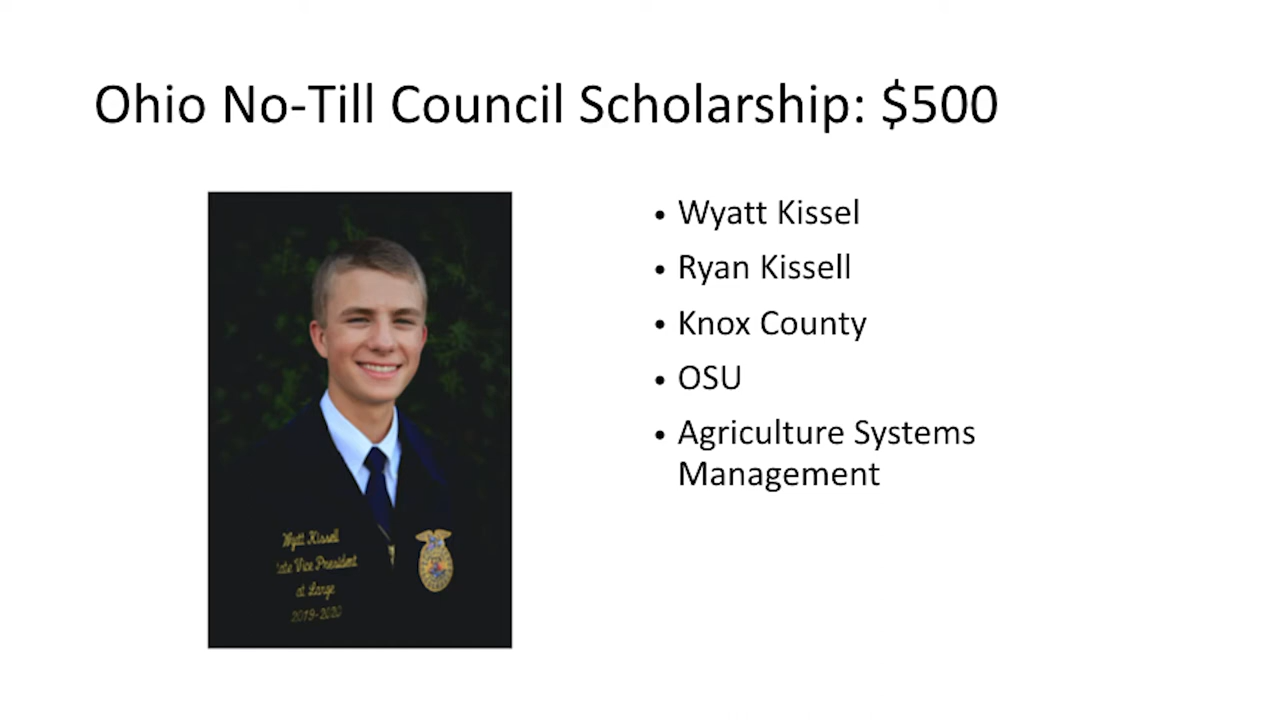 Ohio No-Till Council Scholarship: $500
• Wyatt Kissel
• Ryan Kissell
• Knox County
• OSU
• Agriculture Systems
Management
Wyatt Kissell
ate Vice President
at Large
2019-2020